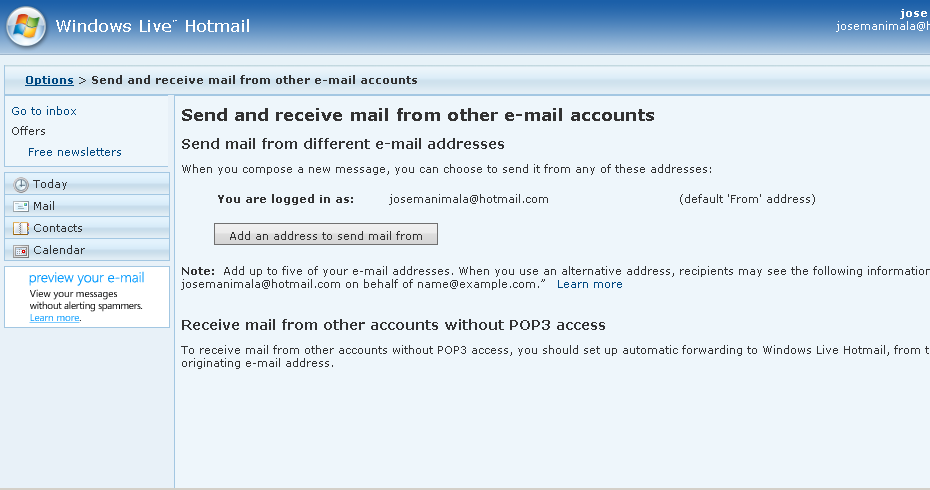 Windows Live¨ Hotmail
jose
josemanimala@h
Options > Send and receive mail from other e-mail accounts
Go to inbox
Offers
Free newsletters
Today
Mail
Contacts
Calendar
preview your e-mail
View your messages
without alerting spammers.
Learn more.
Send and receive mail from other e-mail accounts
Send mail from different e-mail addresses
When you compose a new message, you can choose to send it from any of these addresses:
You are logged in as: josemanimala@hotmail.com (default 'From' address)
Add an address to send mail from
Note: Add up to five of your e-mail addresses. When you use an alternative address, recipients may see the following information
josemanimala@hotmail.com on behalf of name@example.com.” Learn more
Receive mail from other accounts without POP3 access
To receive mail from other accounts without POP3 access, you should set up automatic forwarding to Windows Live Hotmail, from t
originating e-mail address.